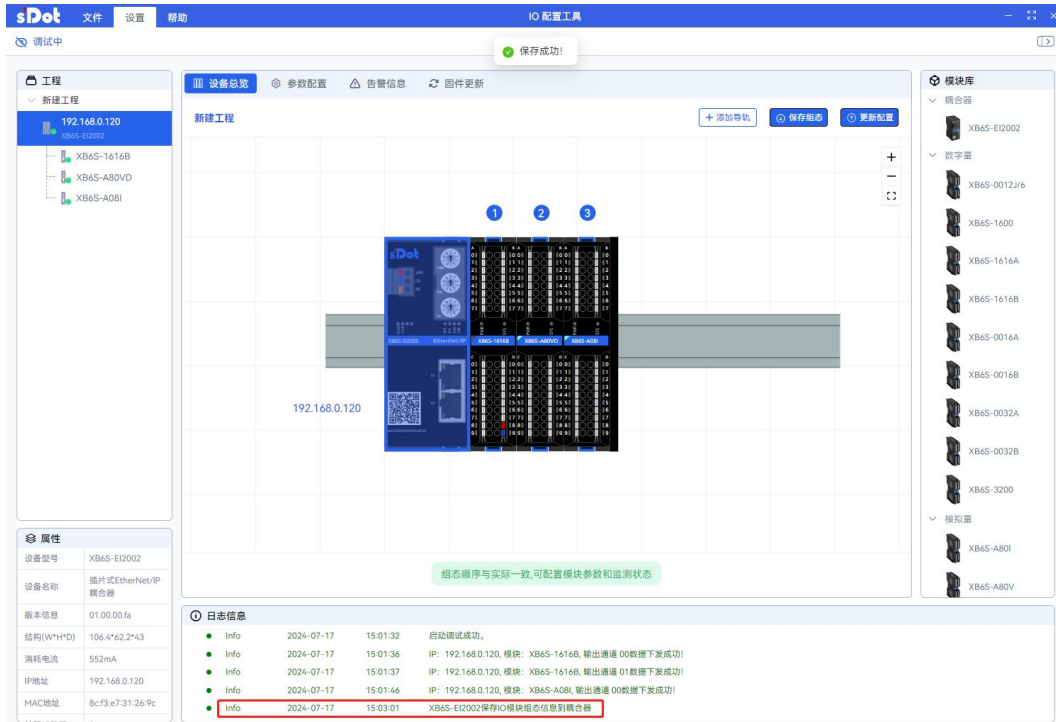 sDot 文件 设置 帮助 IO 配置工具
调试中
保存成功!
工程
新建工程
192.168.0.120
XB6S-EI2002
XB6S-1616B
XB6S-A80VD
XB6S-A08I
设备总览 参数配置 告警信息 固件更新
新建工程
+ 添加导轨 保存组态 更新配置
1 2 3
sDot
XB6S-EI2002 EtherNet/IP XB6S-1616B XB6S-A80VD XB6S-A08I
192.168.0.120
组态顺序与实际一致,可配置模块参数和监测状态
模块库
耦合器
XB6S-EI2002
数字量
XB6S-0012J/6
XB6S-1600
XB6S-1616A
XB6S-1616B
XB6S-0016A
XB6S-0016B
XB6S-0032A
XB6S-0032B
XB6S-3200
模拟量
XB6S-A80I
XB6S-A80V
属性
设备型号 XB6S-EI2002
设备名称 插片式EtherNet/IP
耦合器
版本信息 01.00.00.fa
结构(W*H*D) 106.4*62.2*43
消耗电流 552mA
IP地址 192.168.0.120
MAC地址 8c:f3:e7:31:26:9c
日志信息
Info 2024-07-17 15:01:32 启动调试成功。
Info 2024-07-17 15:01:36 IP: 192.168.0.120, 模块: XB6S-1616B, 输出通道 00数据下发成功!
Info 2024-07-17 15:01:37 IP: 192.168.0.120, 模块: XB6S-1616B, 输出通道 01数据下发成功!
Info 2024-07-17 15:01:46 IP: 192.168.0.120, 模块: XB6S-A08I, 输出通道 00数据下发成功!
Info 2024-07-17 15:03:01 XB6S-EI2002保存IO模块组态信息到耦合器